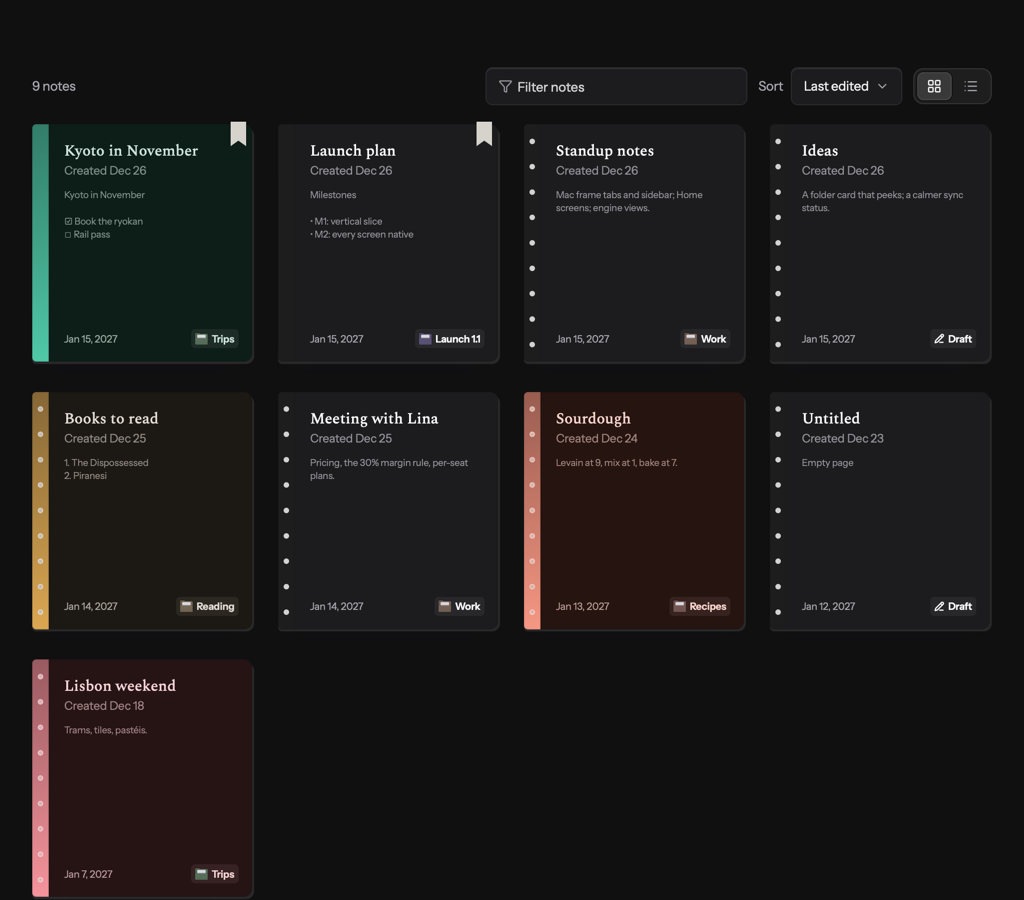 9 notes
Filter notes
Sort
Last edited
Kyoto in November
Created Dec 26
Kyoto in November
☑ Book the ryokan
☐ Rail pass
Jan 15, 2027
Trips
Launch plan
Created Dec 26
Milestones
• M1: vertical slice
• M2: every screen native
Jan 15, 2027
Launch 1.1
Standup notes
Created Dec 26
Mac frame tabs and sidebar; Home
screens; engine views.
Jan 15, 2027
Work
Ideas
Created Dec 26
A folder card that peeks; a calmer sync
status.
Jan 15, 2027
Draft
Books to read
Created Dec 25
1. The Dispossessed
2. Piranesi
Jan 14, 2027
Reading
Meeting with Lina
Created Dec 25
Pricing, the 30% margin rule, per-seat
plans.
Jan 14, 2027
Work
Sourdough
Created Dec 24
Levain at 9, mix at 1, bake at 7.
Jan 13, 2027
Recipes
Untitled
Created Dec 23
Empty page
Jan 12, 2027
Draft
Lisbon weekend
Created Dec 18
Trams, tiles, pastéis.
Jan 7, 2027
Trips